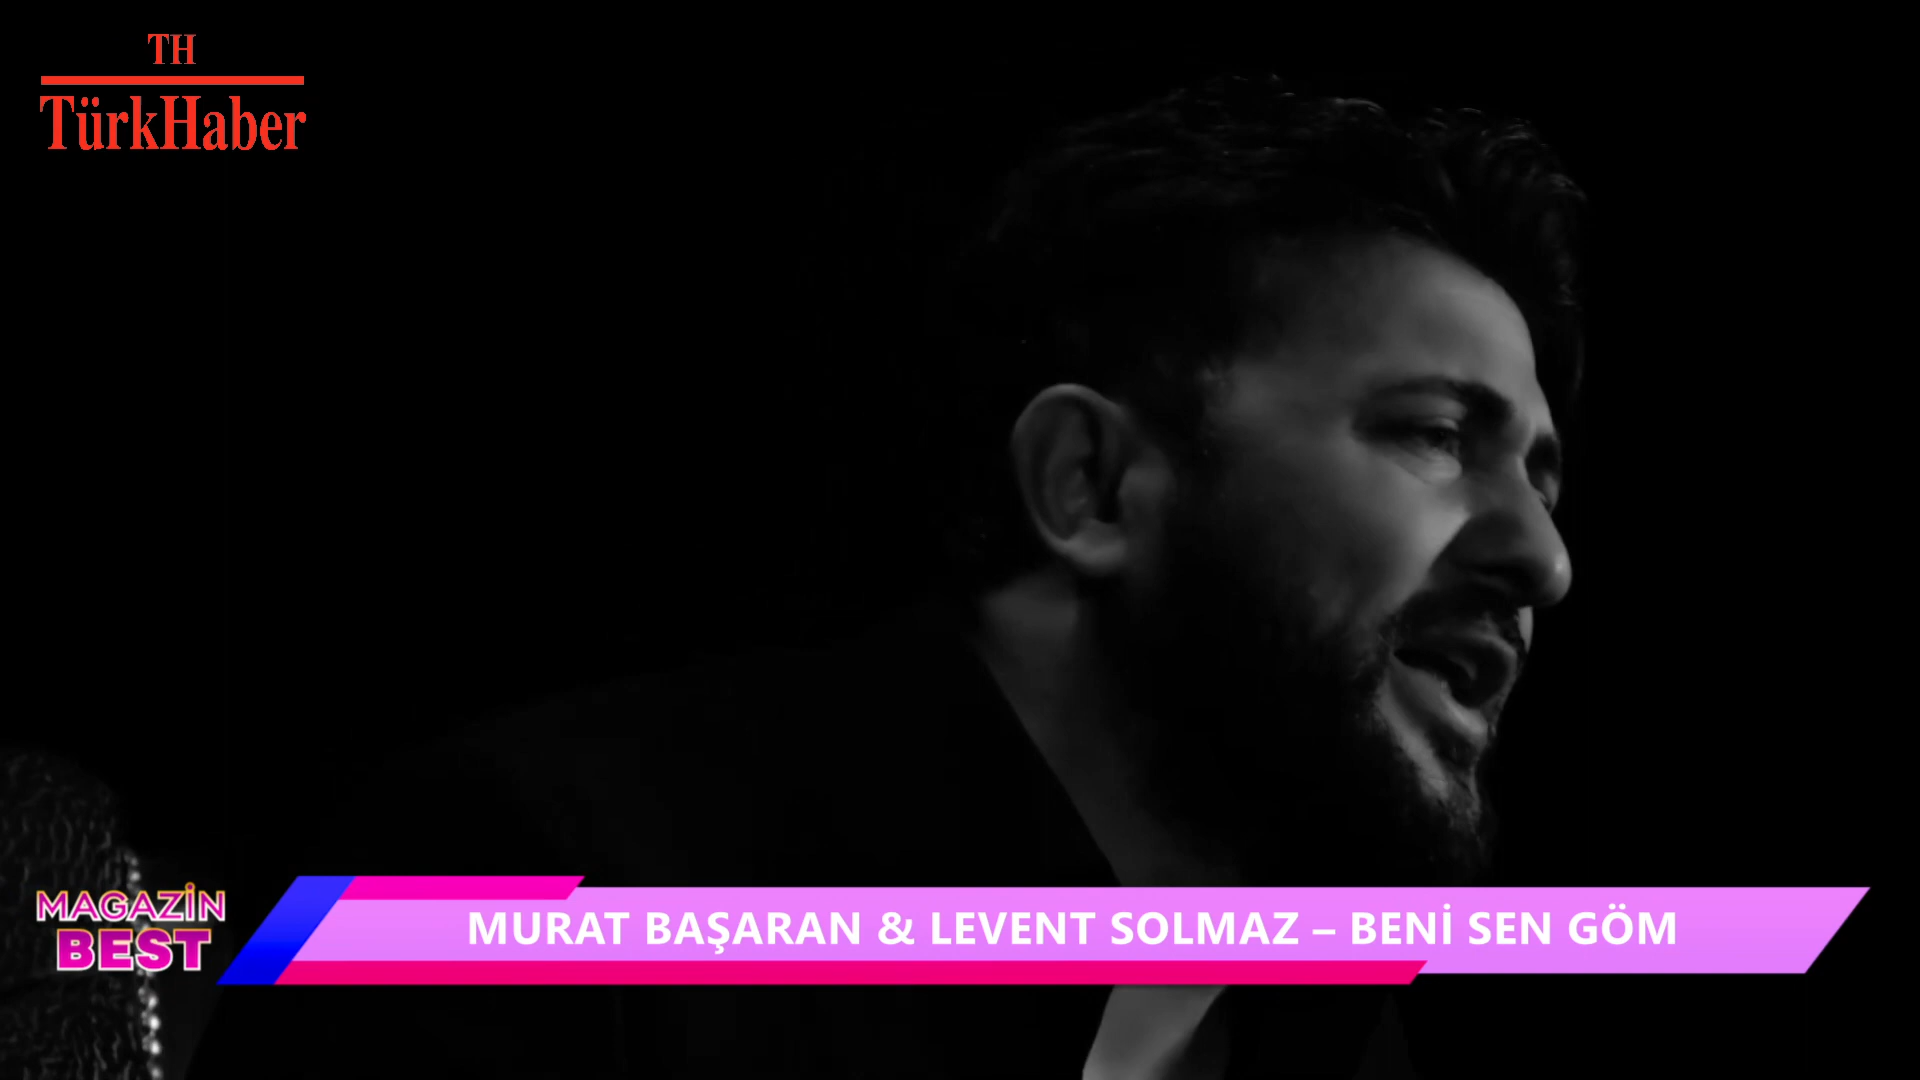 TH
TürkHaber
MAGAZİN
BEST
MURAT BAŞARAN & LEVENT SOLMAZ – BENİ SEN GÖM